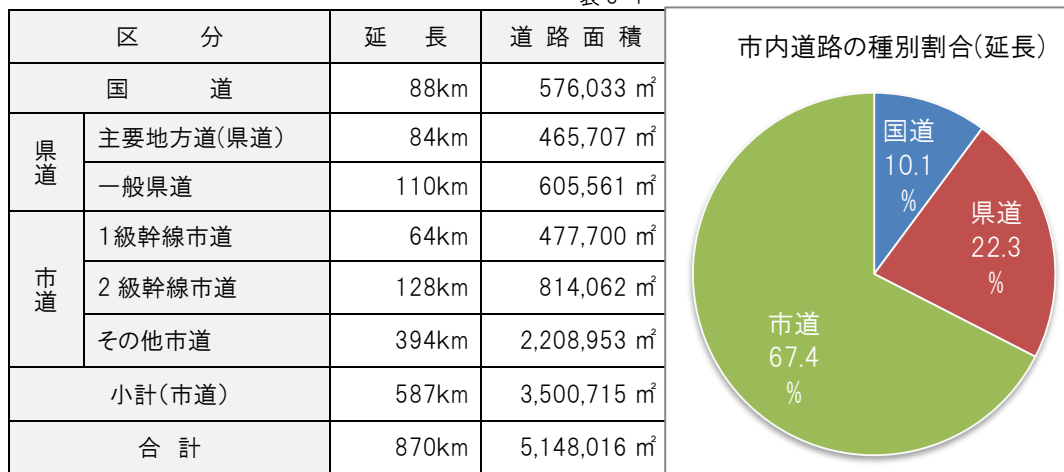 区 分 延 長 道 路 面 積
国 道 88km 576,033 ㎡
県道 主要地方道(県道) 84km 465,707 ㎡
一般県道 110km 605,561 ㎡
市道 1級幹線市道 64km 477,700 ㎡
2 級幹線市道 128km 814,062 ㎡
その他市道 394km 2,208,953 ㎡
小計(市道) 587km 3,500,715 ㎡
合 計 870km 5,148,016 ㎡
市内道路の種別割合(延長)
国道
10.1
%
県道
22.3
%
市道
67.4
%